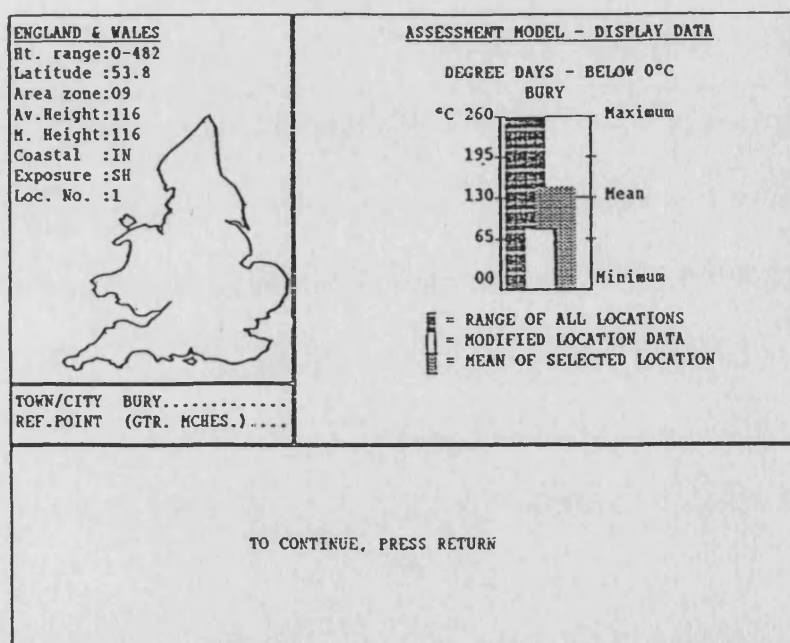 ENGLAND & WALES
Ht. range:0-482
Latitude :53.8
Area zone:09
Av.Height:116
M. Height:116
Coastal :IN
Exposure :SH
Loc. No. :1
TOWN/CITY BURY.............
REF.POINT (GTR. MCHES.)....
ASSESSMENT MODEL - DISPLAY DATA
DEGREE DAYS - BELOW 0°C
BURY
°C 260 Maximum
195
130 Mean
65
00 Minimum
= RANGE OF ALL LOCATIONS
= MODIFIED LOCATION DATA
= MEAN OF SELECTED LOCATION
TO CONTINUE, PRESS RETURN